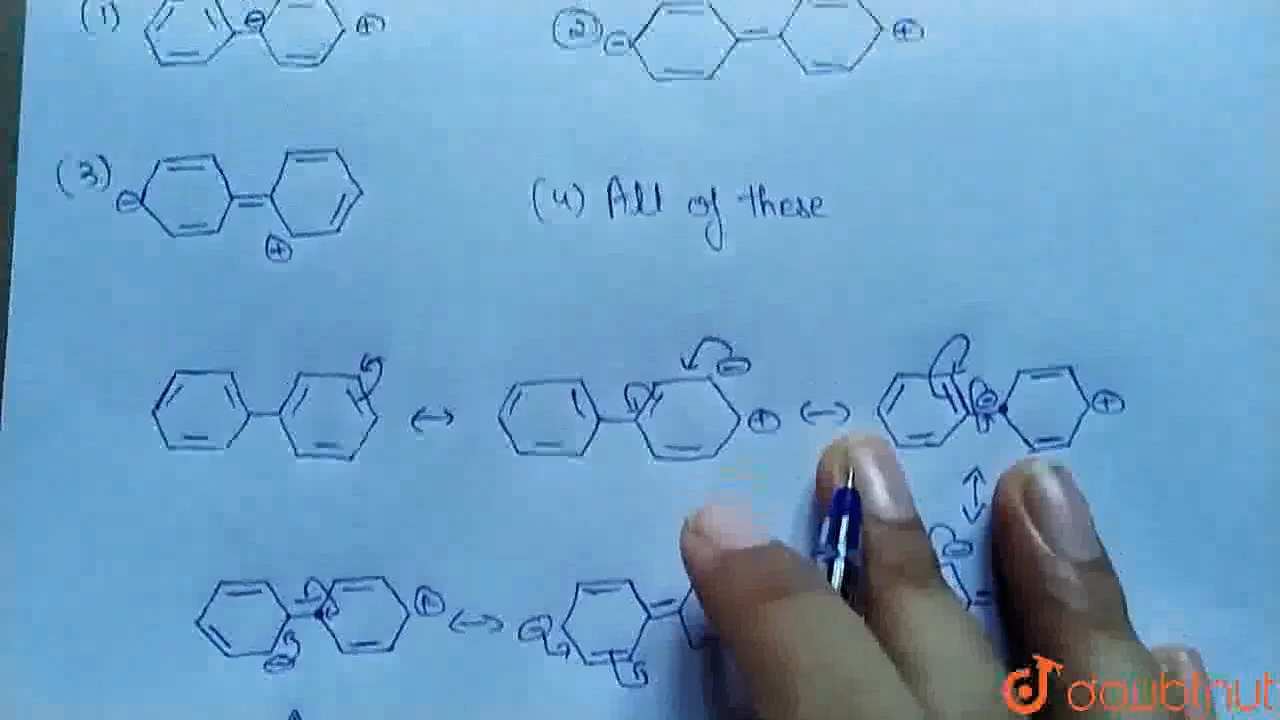 (1) ⊖ ⊕ (2) ⊖ ⊕
(3) ⊖ ⊕ (4) All of these
↔ ⊖ ⊕ ↔ ⊖ ⊕
↕
⊖ ⊕ ↔ ⊖ ⊖
doubtnut